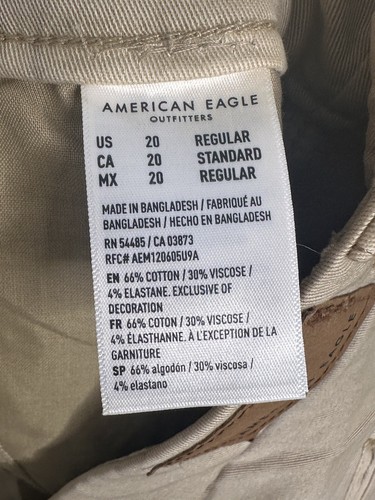 AMERICAN EAGLE
OUTFITTERS
US 20 REGULAR
CA 20 STANDARD
MX 20 REGULAR
MADE IN BANGLADESH / FABRIQUÉ AU
BANGLADESH / HECHO EN BANGLADESH
RN 54485 / CA 03873
RFC# AEM120605U9A
EN 66% COTTON / 30% VISCOSE /
4% ELASTANE. EXCLUSIVE OF
DECORATION
FR 66% COTON / 30% VISCOSE /
4% ÉLASTHANNE. À L'EXCEPTION DE LA
GARNITURE
SP 66% algodón / 30% viscosa /
4% elastano